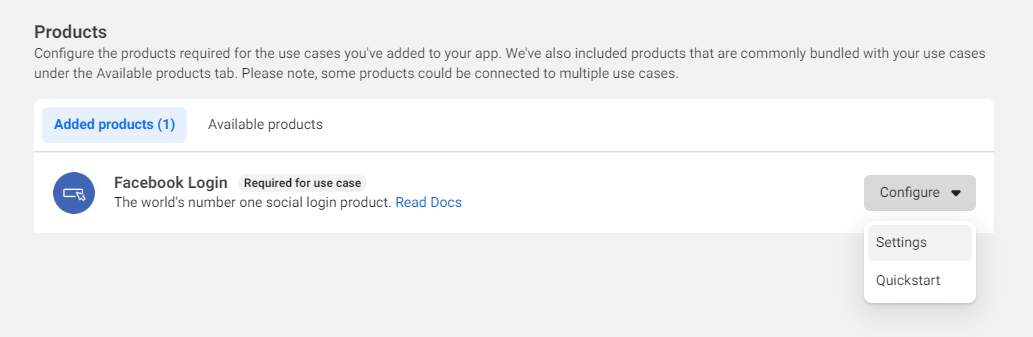 Products
Configure the products required for the use cases you've added to your app. We've also included products that are commonly bundled with your use cases
under the Available products tab. Please note, some products could be connected to multiple use cases.
Added products (1) Available products
Facebook Login Required for use case
The world's number one social login product. Read Docs
Configure
Settings
Quickstart